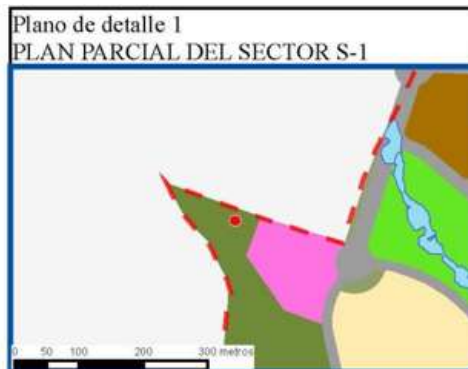 Plano de detalle 1
PLAN PARCIAL DEL SECTOR S-1
0 50 100 200 300 metros